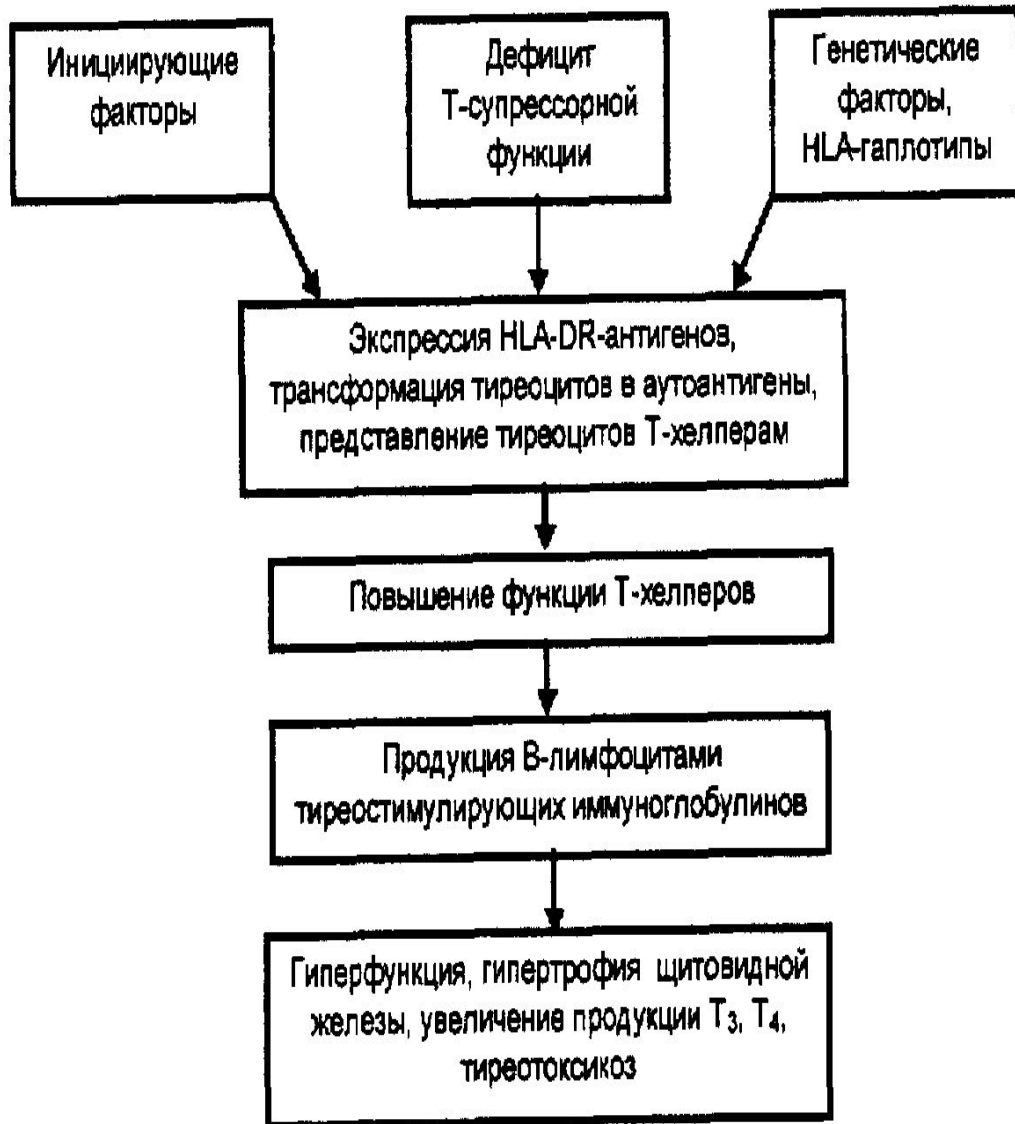 Инициирующие
факторы
Дефицит
Т-супрессорной
функции
Генетические
факторы,
HLA-гаплотипы
Экспрессия HLA-DR-антигенов,
трансформация тиреоцитов в аутоантигены,
представление тиреоцитов Т-хелперам
Повышение функции Т-хелперов
Продукция В-лимфоцитами
тиреостимулирующих иммуноглобулинов
Гиперфункция, гипертрофия щитовидной
железы, увеличение продукции Т₃, Т₄,
тиреотоксикоз